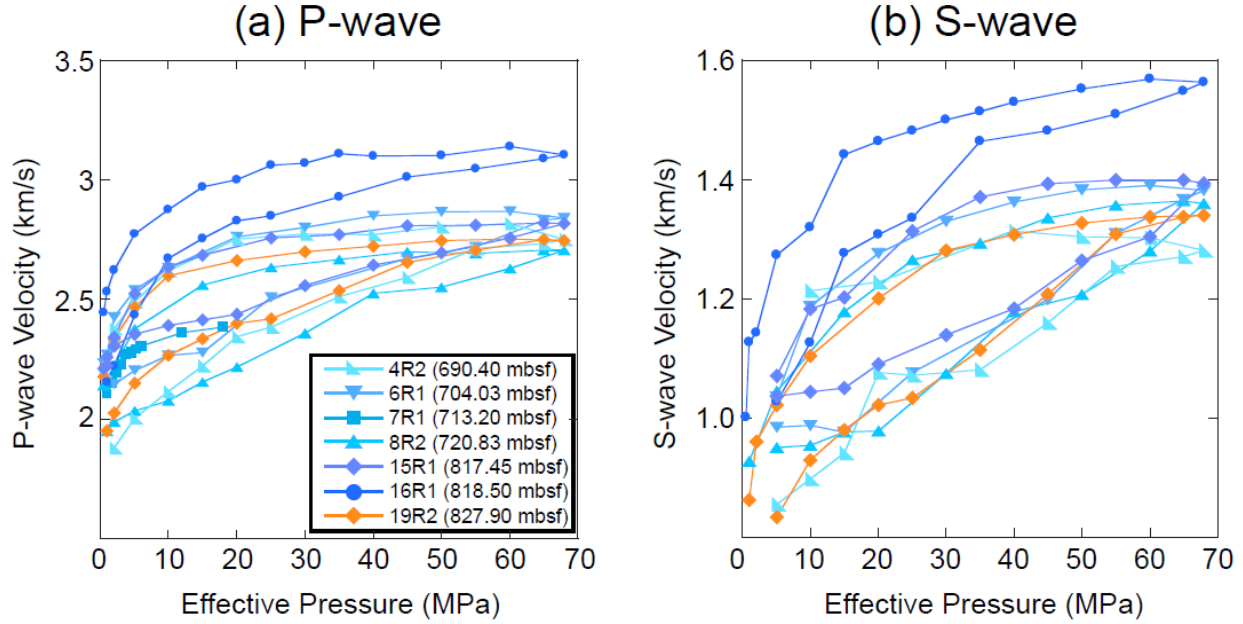 (a) P-wave
(b) S-wave
P-wave Velocity (km/s)
3.5
3
2.5
2
0 10 20 30 40 50 60 70
Effective Pressure (MPa)
4R2 (690.40 mbsf)
6R1 (704.03 mbsf)
7R1 (713.20 mbsf)
8R2 (720.83 mbsf)
15R1 (817.45 mbsf)
16R1 (818.50 mbsf)
19R2 (827.90 mbsf)
S-wave Velocity (km/s)
1.6
1.4
1.2
1.0
0 10 20 30 40 50 60 70
Effective Pressure (MPa)